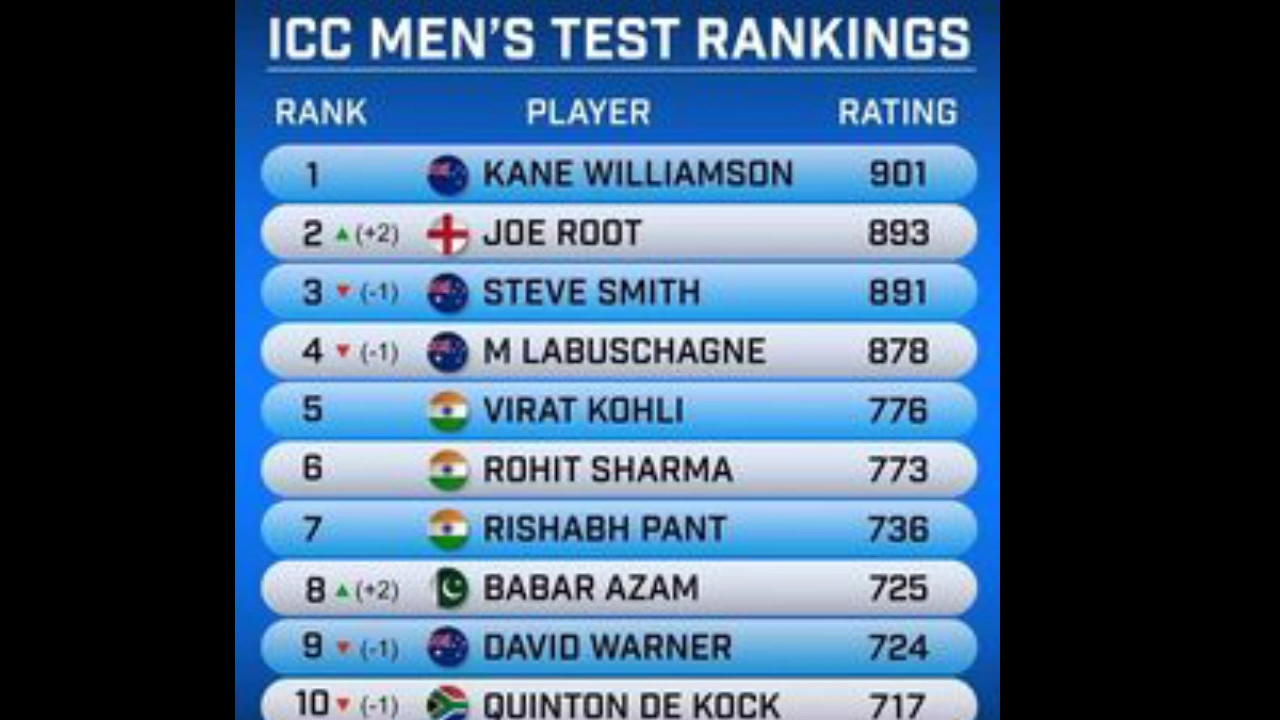 ICC MEN'S TEST RANKINGS
RANK PLAYER RATING
1 KANE WILLIAMSON 901
2 ▲ (+2) JOE ROOT 893
3 ▼ (-1) STEVE SMITH 891
4 ▼ (-1) M LABUSCHAGNE 878
5 VIRAT KOHLI 776
6 ROHIT SHARMA 773
7 RISHABH PANT 736
8 ▲ (+2) BABAR AZAM 725
9 ▼ (-1) DAVID WARNER 724
10 ▼ (-1) QUINTON DE KOCK 717